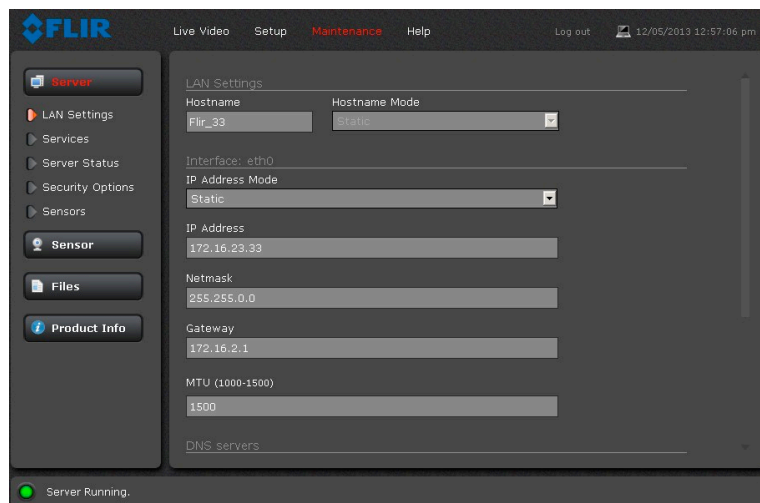 FLIR
Live Video Setup Maintenance Help Log out 12/05/2013 12:57:06 pm
Server
LAN Settings
Services
Server Status
Security Options
Sensors
Sensor
Files
Product Info
LAN Settings
Hostname Hostname Mode
Flir_33 Static
Interface: eth0
IP Address Mode
Static
IP Address
172.16.23.33
Netmask
255.255.0.0
Gateway
172.16.2.1
MTU (1000-1500)
1500
DNS servers
Server Running.